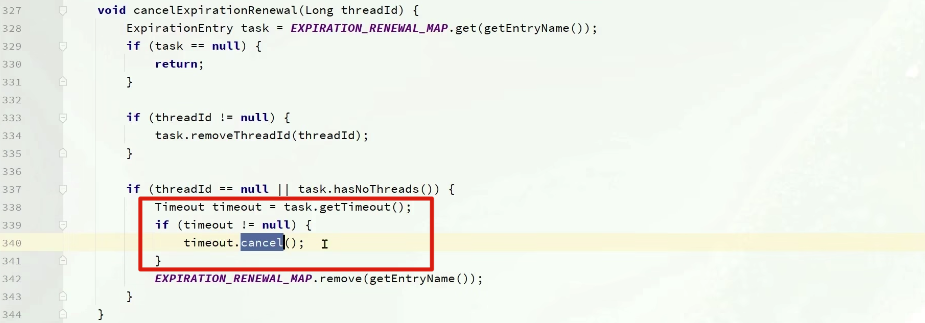 327 void cancelExpirationRenewal(Long threadId) {
328 ExpirationEntry task = EXPIRATION_RENEWAL_MAP.get(getEntryName());
329 if (task == null) {
330 return;
331 }
332
333 if (threadId != null) {
334 task.removeThreadId(threadId);
335 }
336
337 if (threadId == null || task.hasNoThreads()) {
338 Timeout timeout = task.getTimeout();
339 if (timeout != null) {
340 timeout.cancel();
341 }
342 EXPIRATION_RENEWAL_MAP.remove(getEntryName());
343 }
344 }